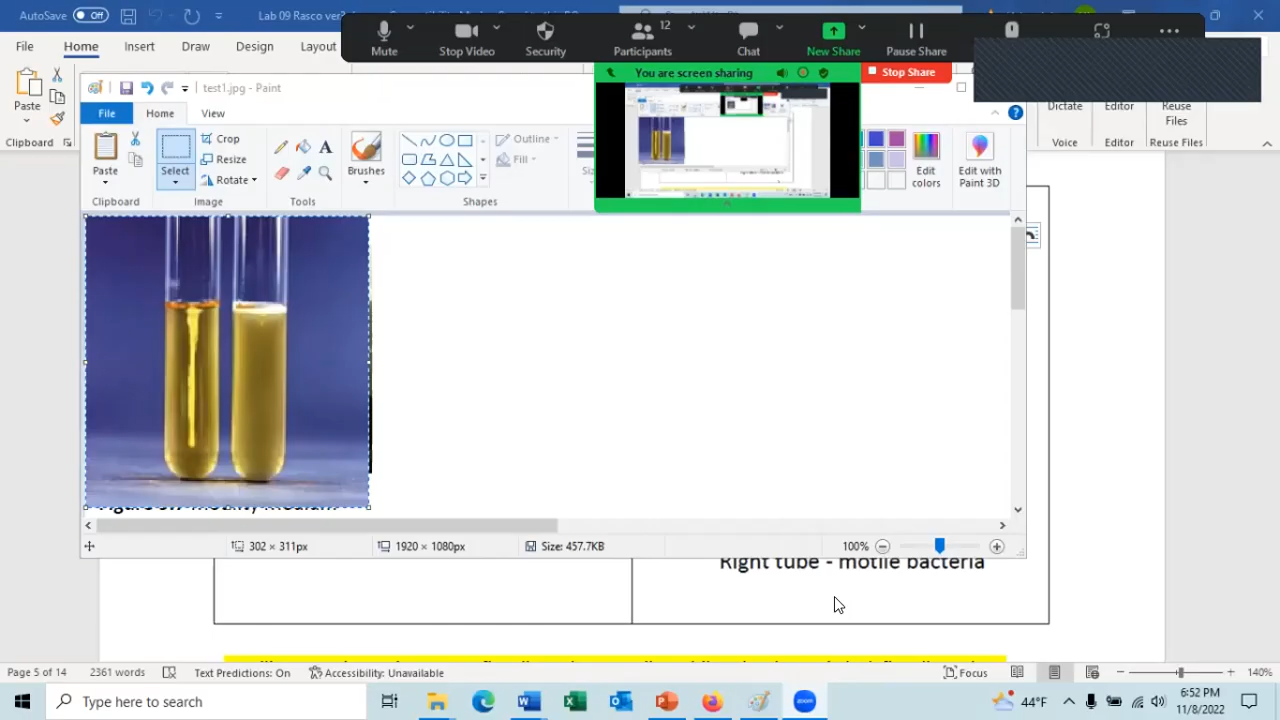 AutoSave Off Lab 09 Rasco ver
File Home Insert Draw Design Layout
Mute Stop Video Security Participants 12 Chat New Share Pause Share
You are screen sharing Stop Share
test1.jpg - Paint
File Home View
Paste
Clipboard
Paste
Clipboard
Select
Crop
Resize
Rotate
Image
Tools
Brushes
Shapes
Outline
Fill
Edit colors
Edit with Paint 3D
Dictate
Voice
Editor
Editor
Reuse Files
Reuse Files
302 × 311px 1920 × 1080px Size: 457.7KB 100%
Right tube - motile bacteria
Page 5 of 14 2361 words Text Predictions: On Accessibility: Unavailable Focus 140%
Type here to search 44°F 6:52 PM
11/8/2022